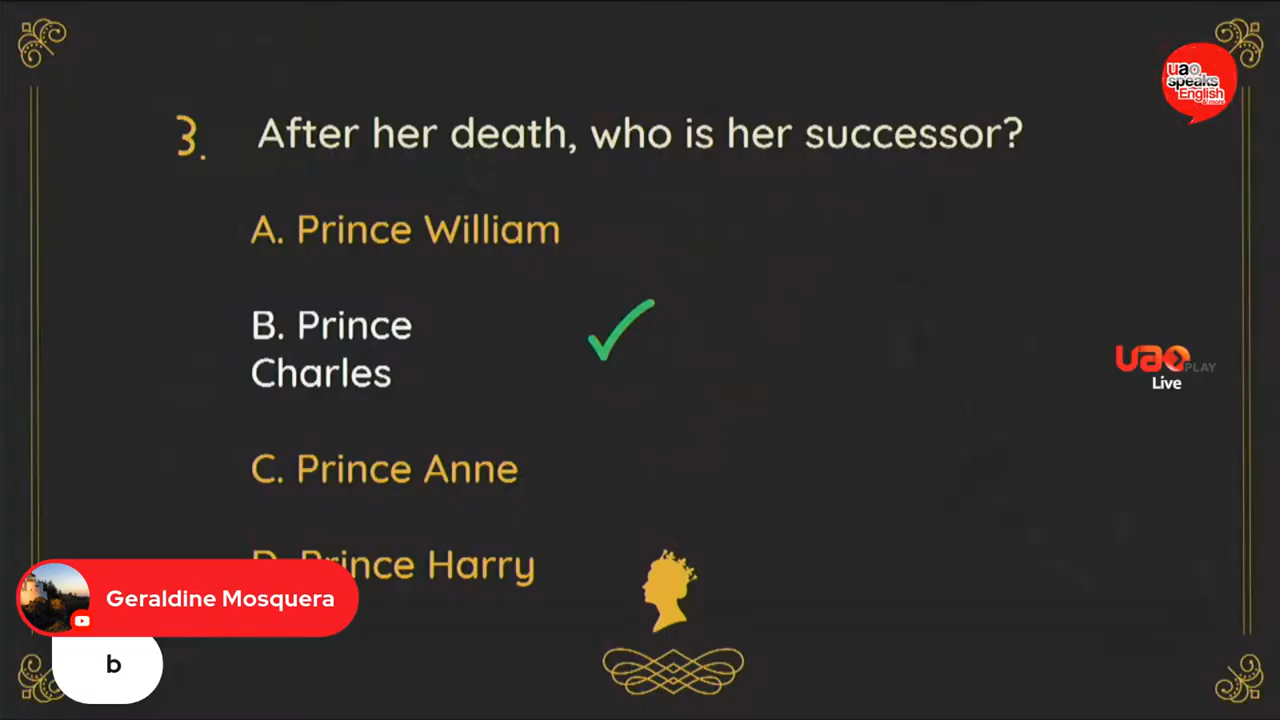 uao
speaks
English
3. After her death, who is her successor?
A. Prince William
B. Prince
Charles
uao PLAY
Live
C. Prince Anne
D. Prince Harry
Geraldine Mosquera
b